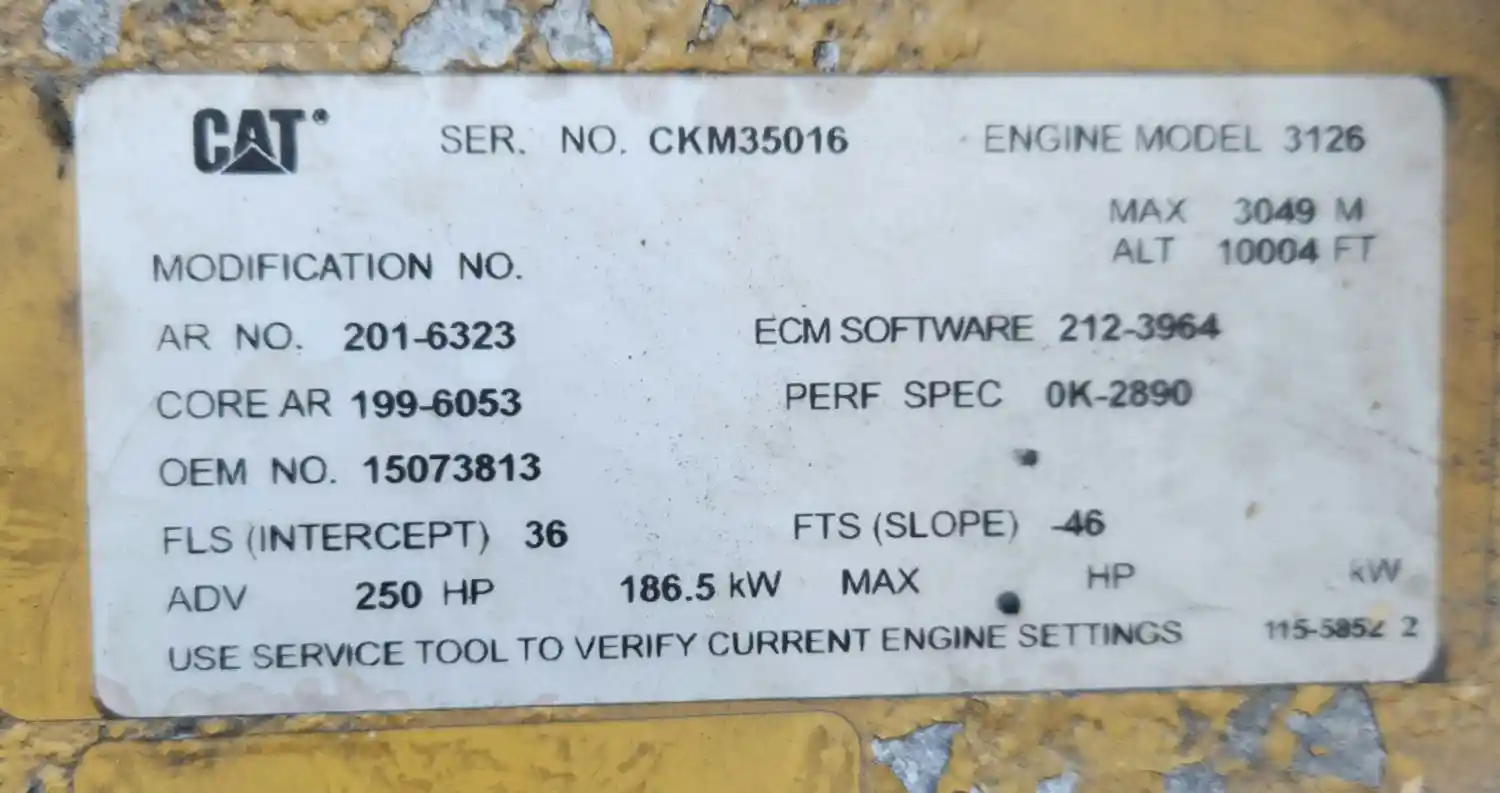 CAT SER. NO. CKM35016 ENGINE MODEL 3126
MAX 3049 M
MODIFICATION NO. ALT 10004 FT
AR NO. 201-6323 ECM SOFTWARE 212-3964
CORE AR 199-6053 PERF SPEC 0K-2890
OEM NO. 15073813
FLS (INTERCEPT) 36 FTS (SLOPE) -46
ADV 250 HP 186.5 kW MAX HP kW
USE SERVICE TOOL TO VERIFY CURRENT ENGINE SETTINGS 115-5852 2